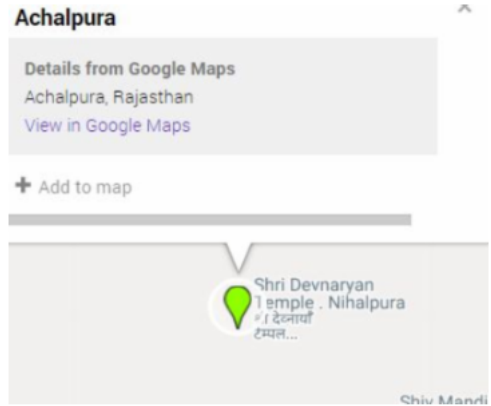 Achalpura
Details from Google Maps
Achalpura, Rajasthan
View in Google Maps
+ Add to map
Shri Devnaryan
Temple . Nihalpura
टेम्पल...
Shiv Mandi